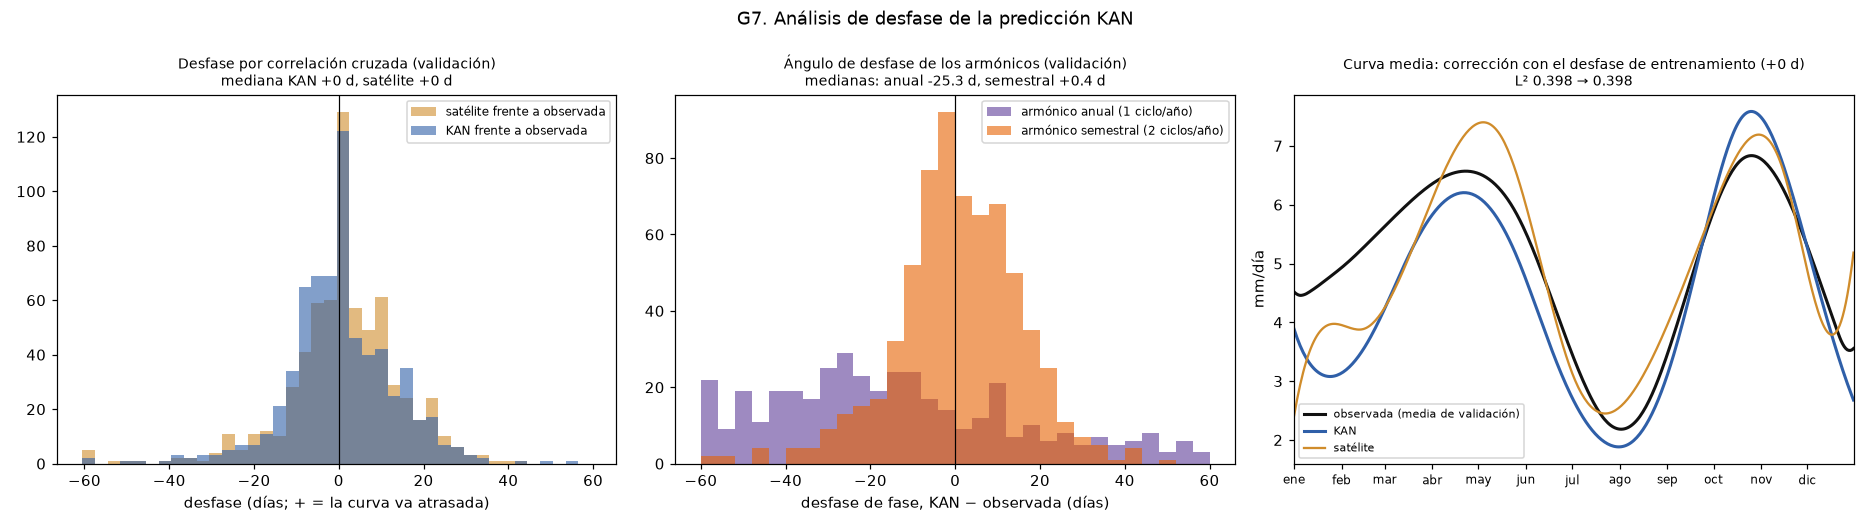 G7. Análisis de desfase de la predicción KAN
Desfase por correlación cruzada (validación)
mediana KAN +0 d, satélite +0 d
satélite frente a observada
KAN frente a observada
0
20
40
60
80
100
120
−60
−40
−20
0
20
40
60
desfase (días; + = la curva va atrasada)
Ángulo de desfase de los armónicos (validación)
medianas: anual -25.3 d, semestral +0.4 d
armónico anual (1 ciclo/año)
armónico semestral (2 ciclos/año)
0
20
40
60
80
−60
−40
−20
0
20
40
60
desfase de fase, KAN − observada (días)
Curva media: corrección con el desfase de entrenamiento (+0 d)
L² 0.398 → 0.398
mm/día
2
3
4
5
6
7
observada (media de validación)
KAN
satélite
ene
feb
mar
abr
may
jun
jul
ago
sep
oct
nov
dic